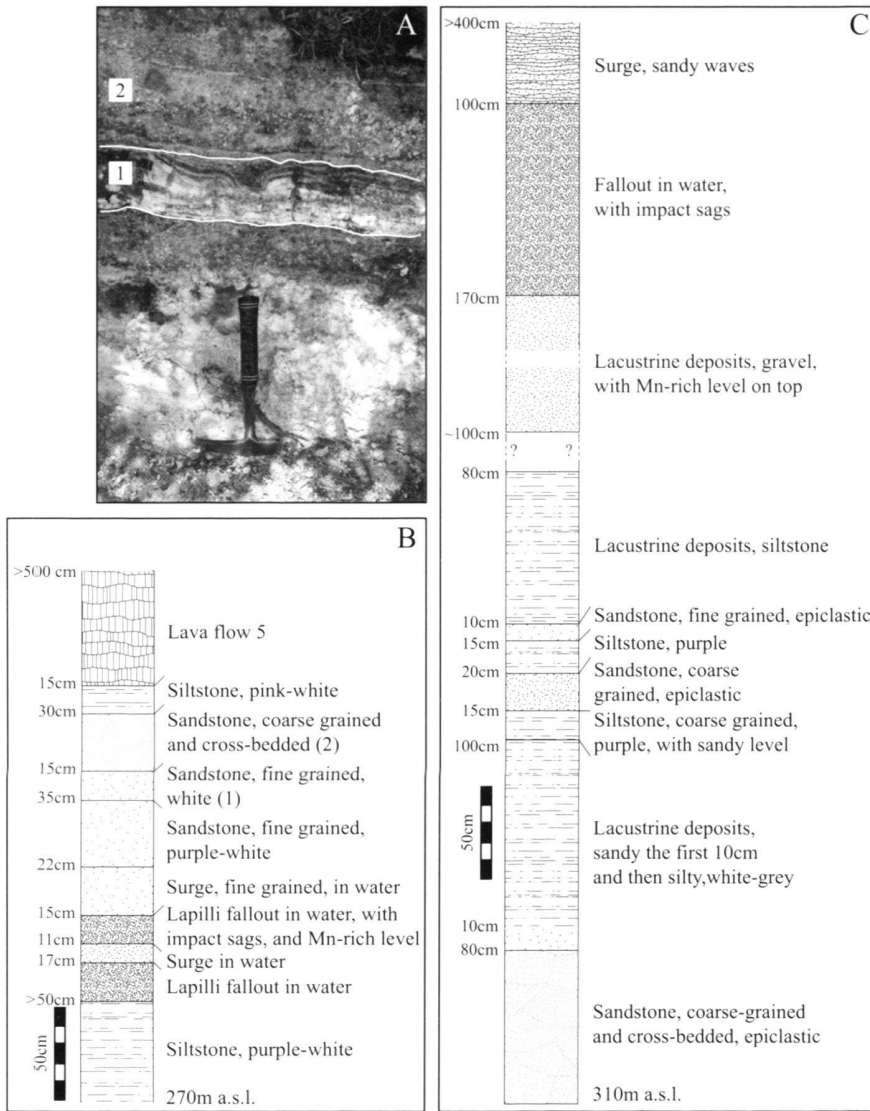 A
2
1
B
>500 cm
Lava flow 5
15cm
Siltstone, pink-white
30cm
Sandstone, coarse grained
and cross-bedded (2)
15cm
Sandstone, fine grained,
white (1)
35cm
Sandstone, fine grained,
purple-white
22cm
Surge, fine grained, in water
15cm
Lapilli fallout in water, with
impact sags, and Mn-rich level
11cm
Surge in water
17cm
Lapilli fallout in water
>50cm
Siltstone, purple-white
50cm
270m a.s.l.
C
>400cm
Surge, sandy waves
100cm
Fallout in water,
with impact sags
170cm
Lacustrine deposits, gravel,
with Mn-rich level on top
~100cm
? ?
80cm
Lacustrine deposits, siltstone
10cm
Sandstone, fine grained, epiclastic
15cm
Siltstone, purple
20cm
Sandstone, coarse
grained, epiclastic
15cm
Siltstone, coarse grained,
purple, with sandy level
100cm
50cm
Lacustrine deposits,
sandy the first 10cm
and then silty,white-grey
10cm
80cm
Sandstone, coarse-grained
and cross-bedded, epiclastic
310m a.s.l.